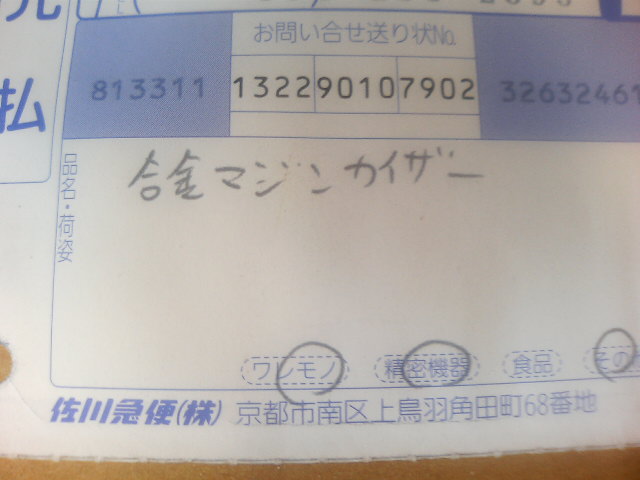 払
お問い合せ送り状No.
813311 1322 9010 7902 32632461
品名・荷姿
合金マジンカイザー
ワレモノ 精密機器 食品 その
佐川急便(株) 京都市南区上鳥羽角田町68番地